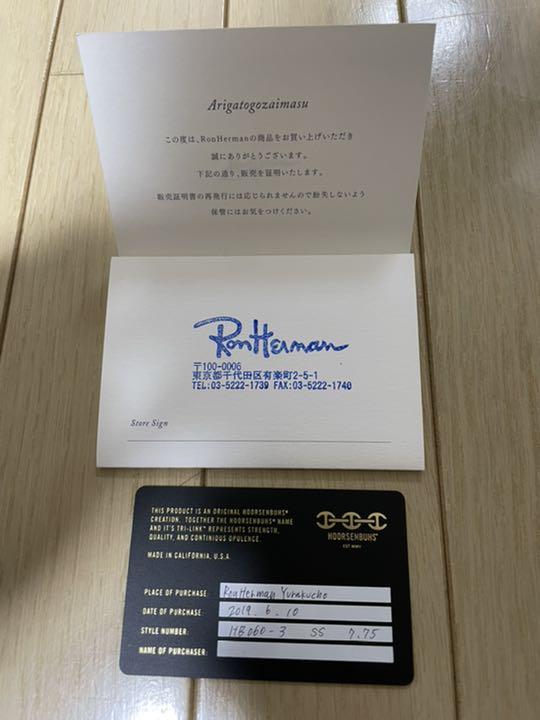 Arigatogozaimasu
この度は、RonHermanの商品をお買い上げいただき
誠にありがとうございます。
下記の通り、販売を証明いたします。
販売証明書の再発行には応じられませんので紛失しないよう
保管にはお気をつけください。
RonHerman
〒100-0006
東京都千代田区有楽町2-5-1
TEL:03-5222-1739 FAX:03-5222-1740
Store Sign
THIS PRODUCT IS AN ORIGINAL HOORSENBUHS®
CREATION. TOGETHER THE HOORSENBUHS® NAME
AND IT'S TRI-LINK™ REPRESENTS STRENGTH,
QUALITY, AND CONTINIOUS OPULENCE.
MADE IN CALIFORNIA, U.S.A.
HOORSENBUHS®
EST MMV
PLACE OF PURCHASE: RonHerman Yurakucho
DATE OF PURCHASE: 2019. 6. 10
STYLE NUMBER: HB060-3 SS 7.75
NAME OF PURCHASER: